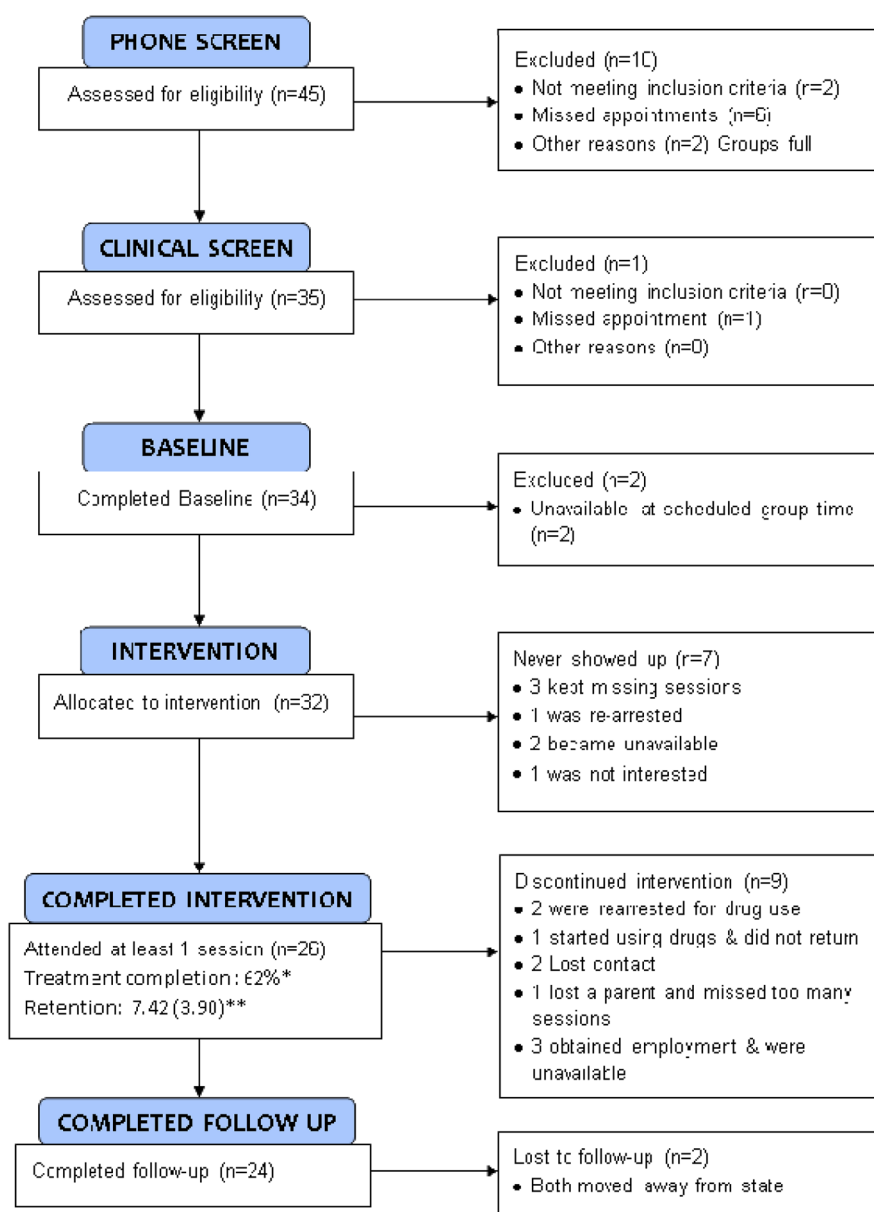 PHONE SCREEN
Assessed for eligibility (n=45)
Excluded (n=10)
• Not meeting inclusion criteria (r=2)
• Missed appointments (n=6)
• Other reasons (n=2) Groups full
CLINICAL SCREEN
Assessed for eligibility (n=35)
Excluded (n=1)
• Not meeting inclusion criteria (r=0)
• Missed appointment (n=1)
• Other reasons (n=0)
BASELINE
Completed Baseline (n=34)
Excluded (n=2)
• Unavailable at scheduled group time
(n=2)
INTERVENTION
Allocated to intervention (n=32)
Never showed up (r=7)
• 3 kept missing sessions
• 1 was re-arrested
• 2 became unavailable
• 1 was not interested
COMPLETED INTERVENTION
Attended at least 1 session (n=26)
Treatment completion: 62%*
Retention: 7.42 (3.90)**
Discontinued intervention (n=9)
• 2 were rearrested for drug use
• 1 started using drugs & did not return
• 2 Lost contact
• 1 lost a parent and missed too many
sessions
• 3 obtained employment & were
unavailable
COMPLETED FOLLOW UP
Completed follow-up (n=24)
Lost to follow-up (n=2)
• Both moved away from state